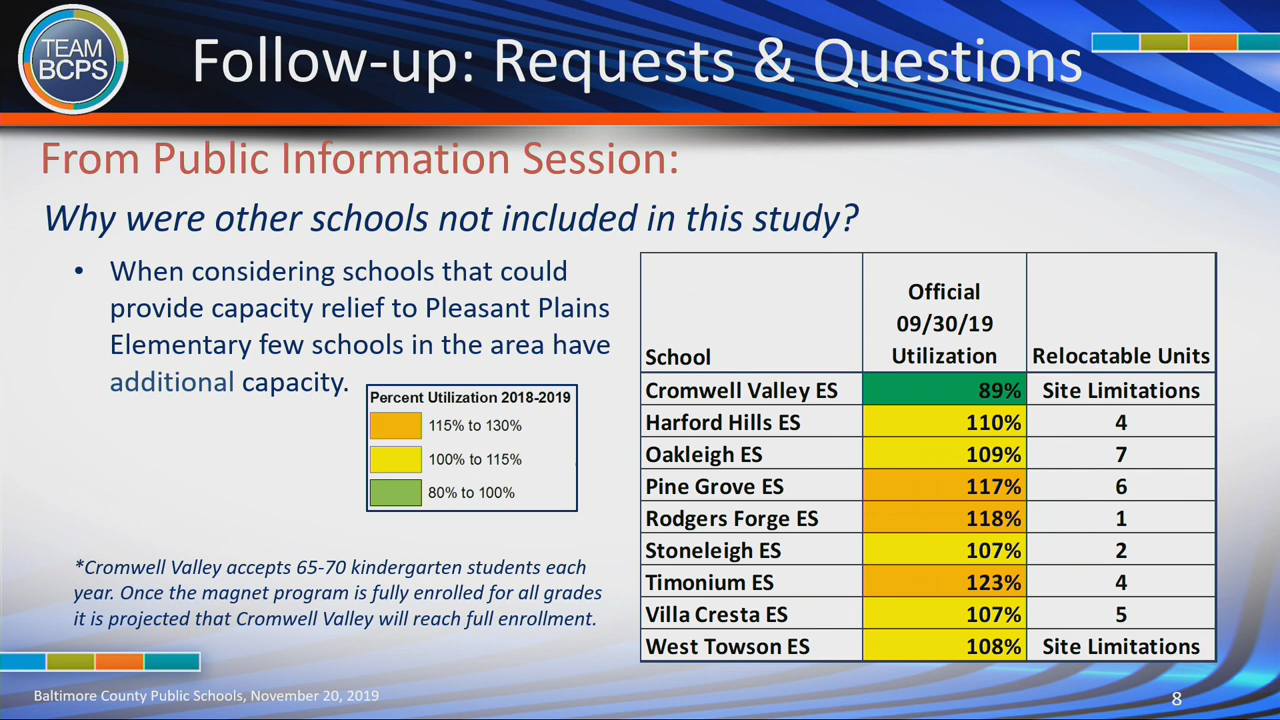 TEAM
BCPS
Follow-up: Requests & Questions
From Public Information Session:
Why were other schools not included in this study?
• When considering schools that could
provide capacity relief to Pleasant Plains
Elementary few schools in the area have
additional capacity.
Percent Utilization 2018-2019
115% to 130%
100% to 115%
80% to 100%
*Cromwell Valley accepts 65-70 kindergarten students each
year. Once the magnet program is fully enrolled for all grades
it is projected that Cromwell Valley will reach full enrollment.
Official
09/30/19
School Utilization Relocatable Units
Cromwell Valley ES 89% Site Limitations
Harford Hills ES 110% 4
Oakleigh ES 109% 7
Pine Grove ES 117% 6
Rodgers Forge ES 118% 1
Stoneleigh ES 107% 2
Timonium ES 123% 4
Villa Cresta ES 107% 5
West Towson ES 108% Site Limitations
Baltimore County Public Schools, November 20, 2019
8